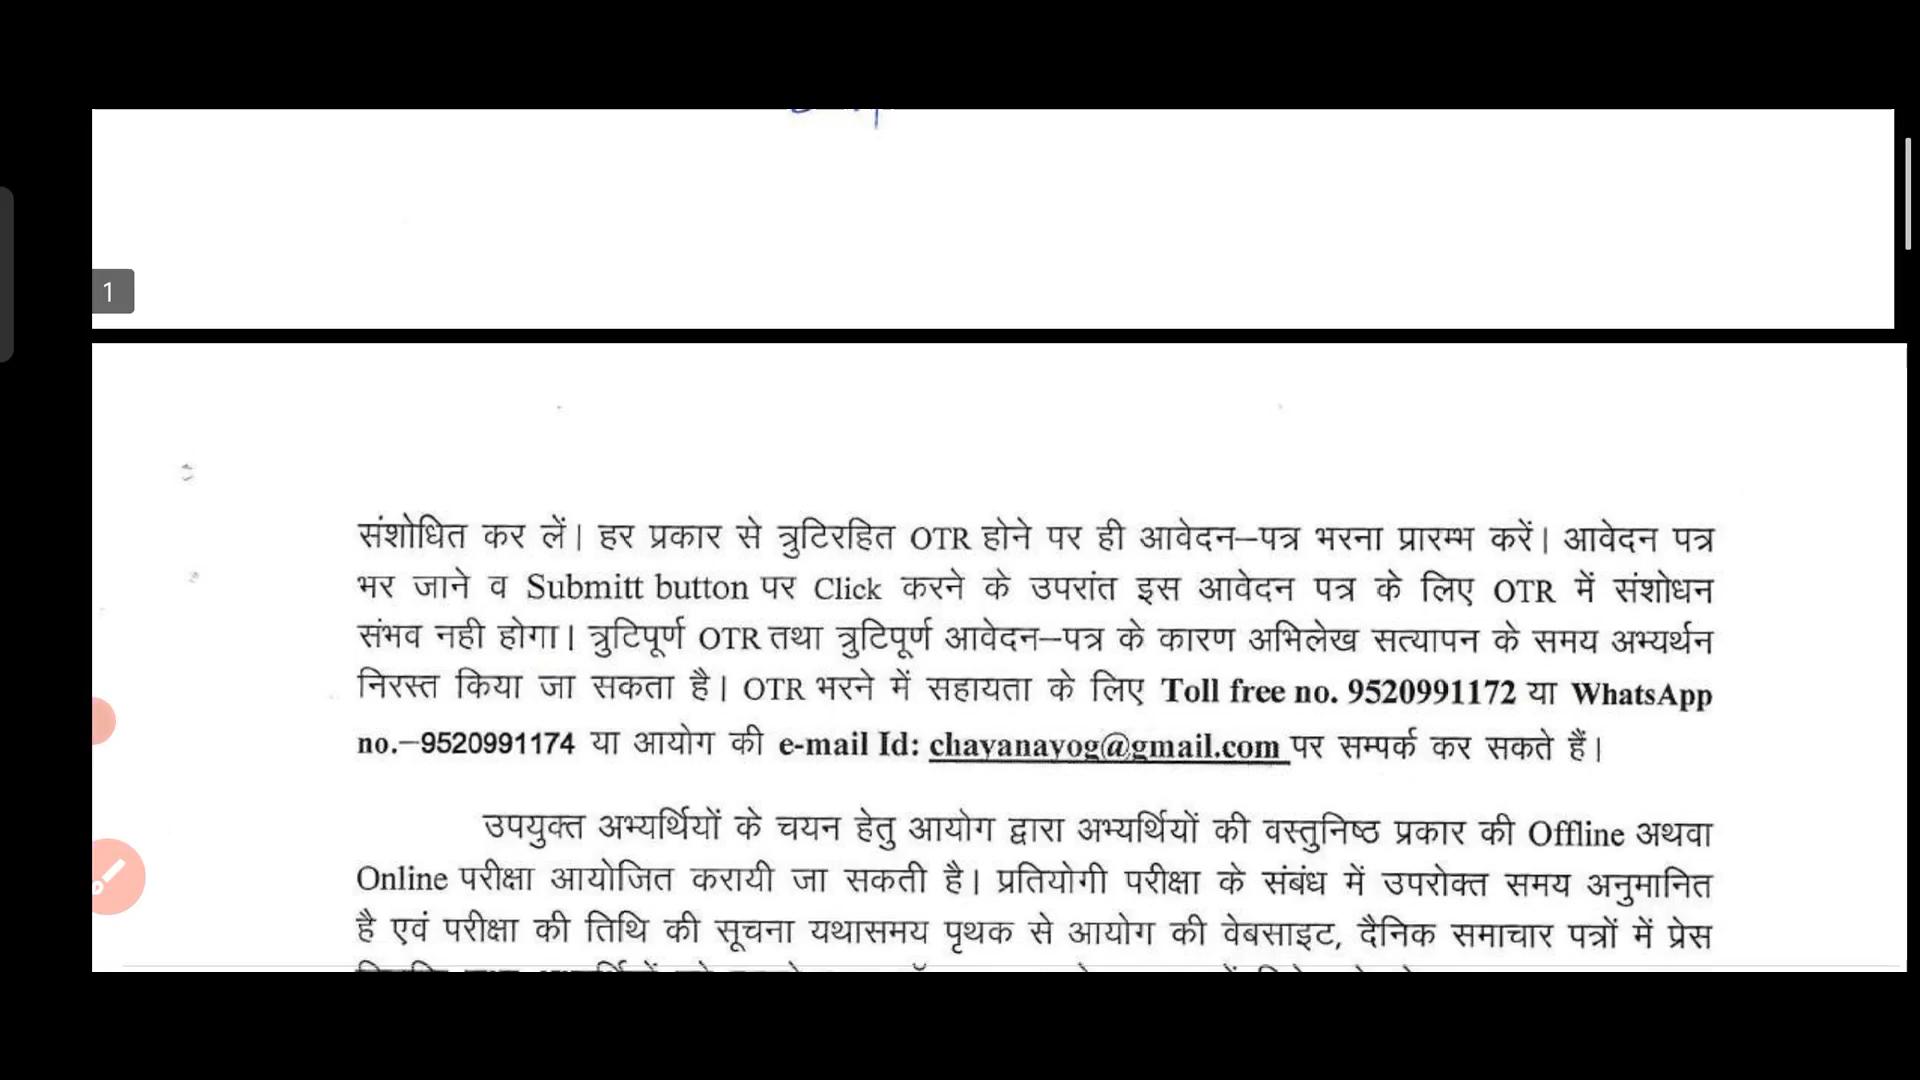 1
संशोधित कर लें। हर प्रकार से त्रुटिरहित OTR होने पर ही आवेदन–पत्र भरना प्रारम्भ करें। आवेदन पत्र
भर जाने व Submitt button पर Click करने के उपरांत इस आवेदन पत्र के लिए OTR में संशोधन
संभव नही होगा। त्रुटिपूर्ण OTR तथा त्रुटिपूर्ण आवेदन–पत्र के कारण अभिलेख सत्यापन के समय अभ्यर्थन
निरस्त किया जा सकता है। OTR भरने में सहायता के लिए Toll free no. 9520991172 या WhatsApp
no.–9520991174 या आयोग की e-mail Id: chayanayog@gmail.com पर सम्पर्क कर सकते हैं।
उपयुक्त अभ्यर्थियों के चयन हेतु आयोग द्वारा अभ्यर्थियों की वस्तुनिष्ठ प्रकार की Offline अथवा
Online परीक्षा आयोजित करायी जा सकती है। प्रतियोगी परीक्षा के संबंध में उपरोक्त समय अनुमानित
है एवं परीक्षा की तिथि की सूचना यथासमय पृथक से आयोग की वेबसाइट, दैनिक समाचार पत्रों में प्रेस